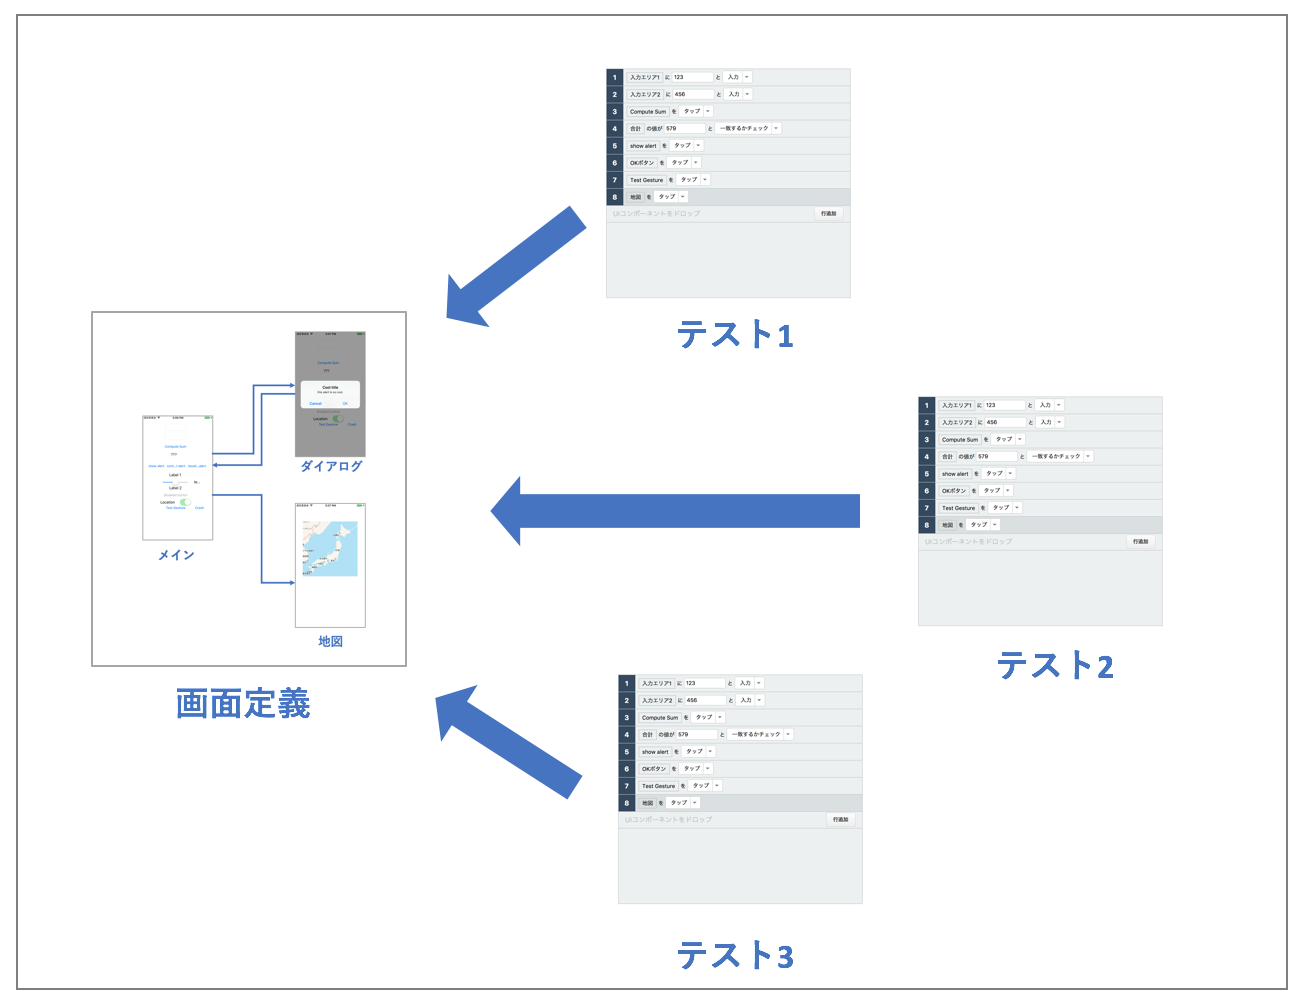 1 入力エリア1 に 123 と 入力
2 入力エリア2 に 456 と 入力
3 Compute Sum を タップ
4 合計 の値が 579 と 一致するかチェック
5 show alert を タップ
6 OKボタン を タップ
7 Test Gesture を タップ
8 地図 を タップ
UIコンポーネントをドロップ 行追加
テスト1
Compute Sum
???
Cool title
this alert is so cool.
Cancel OK
Location
Test Gesture Crash
ダイアログ
Compute Sum
???
show alert
Label 1
Label 2
Location
Test Gesture Crash
メイン
地図
画面定義
1 入力エリア1 に 123 と 入力
2 入力エリア2 に 456 と 入力
3 Compute Sum を タップ
4 合計 の値が 579 と 一致するかチェック
5 show alert を タップ
6 OKボタン を タップ
7 Test Gesture を タップ
8 地図 を タップ
UIコンポーネントをドロップ 行追加
テスト2
1 入力エリア1 に 123 と 入力
2 入力エリア2 に 456 と 入力
3 Compute Sum を タップ
4 合計 の値が 579 と 一致するかチェック
5 show alert を タップ
6 OKボタン を タップ
7 Test Gesture を タップ
8 地図 を タップ
UIコンポーネントをドロップ 行追加
テスト3